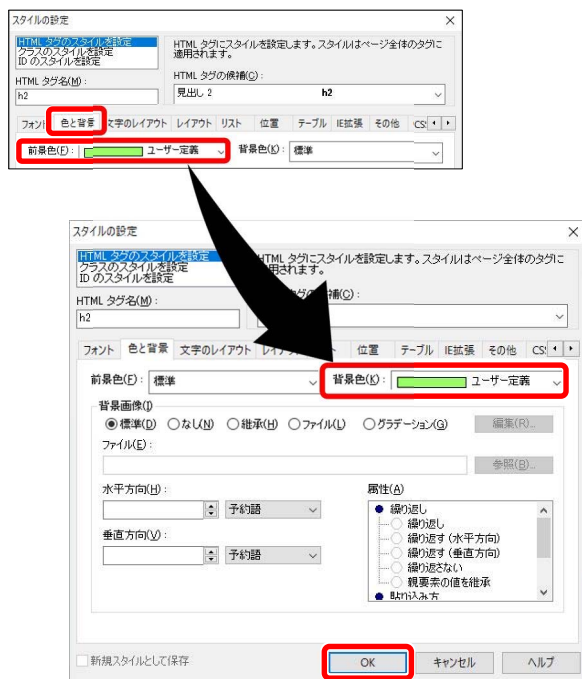 スタイルの設定
HTML タグのスタイルを設定
クラスのスタイルを設定
ID のスタイルを設定
HTML タグにスタイルを設定します。スタイルはページ全体のタグに
適用されます。
HTML タグ名(M):
HTML タグの候補(C):
h2
見出し 2 h2
フォント 色と背景 文字のレイアウト レイアウト リスト 位置 テーブル IE拡張 その他
前景色(F): ユーザー定義 背景色(K): 標準
スタイルの設定
HTML タグのスタイルを設定
クラスのスタイルを設定
ID のスタイルを設定
HTML タグにスタイルを設定します。スタイルはページ全体のタグに
用されます。
HTML タグ名(M):
補(C):
h2
フォント 色と背景 文字のレイアウト 位置 テーブル IE拡張 その他
前景色(F): 標準 背景色(K): ユーザー定義
背景画像(I)
標準(D) なし(N) 継承(H) ファイル(L) グラデーション(G) 編集(R)...
ファイル(E):
参照(B)...
水平方向(H):
予約語
垂直方向(V):
予約語
属性(A)
繰り返し
繰り返し
繰り返す (水平方向)
繰り返す (垂直方向)
繰り返さない
親要素の値を継承
貼り込み方
新規スタイルとして保存 OK キャンセル ヘルプ